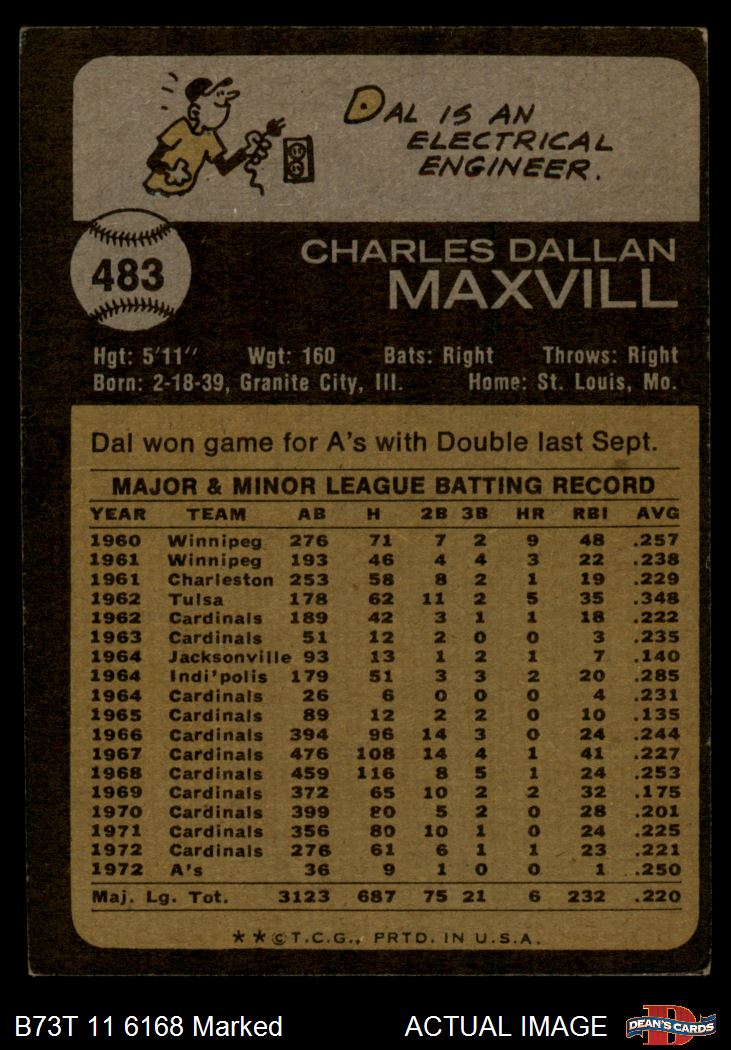 DAL IS AN
ELECTRICAL
ENGINEER.
483
CHARLES DALLAN
MAXVILL
Hgt: 5'11" Wgt: 160 Bats: Right Throws: Right
Born: 2-18-39, Granite City, Ill. Home: St. Louis, Mo.
Dal won game for A's with Double last Sept.
MAJOR & MINOR LEAGUE BATTING RECORD
YEAR TEAM AB H 2B 3B HR RBI AVG
1960 Winnipeg 276 71 7 2 9 48 .257
1961 Winnipeg 193 46 4 4 3 22 .238
1961 Charleston 253 58 8 2 1 19 .229
1962 Tulsa 178 62 11 2 5 35 .348
1962 Cardinals 189 42 3 1 1 18 .222
1963 Cardinals 51 12 2 0 0 3 .235
1964 Jacksonville 93 13 1 2 1 7 .140
1964 Indi'polis 179 51 3 3 2 20 .285
1964 Cardinals 26 6 0 0 0 4 .231
1965 Cardinals 89 12 2 2 0 10 .135
1966 Cardinals 394 96 14 3 0 24 .244
1967 Cardinals 476 108 14 4 1 41 .227
1968 Cardinals 459 116 8 5 1 24 .253
1969 Cardinals 372 65 10 2 2 32 .175
1970 Cardinals 399 80 5 2 0 28 .201
1971 Cardinals 356 80 10 1 0 24 .225
1972 Cardinals 276 61 6 1 1 23 .221
1972 A's 36 9 1 0 0 1 .250
Maj. Lg. Tot. 3123 687 75 21 6 232 .220
**©T.C.G., PRTD. IN U.S.A.
B73T 11 6168 Marked ACTUAL IMAGE DEAN'S CARDS